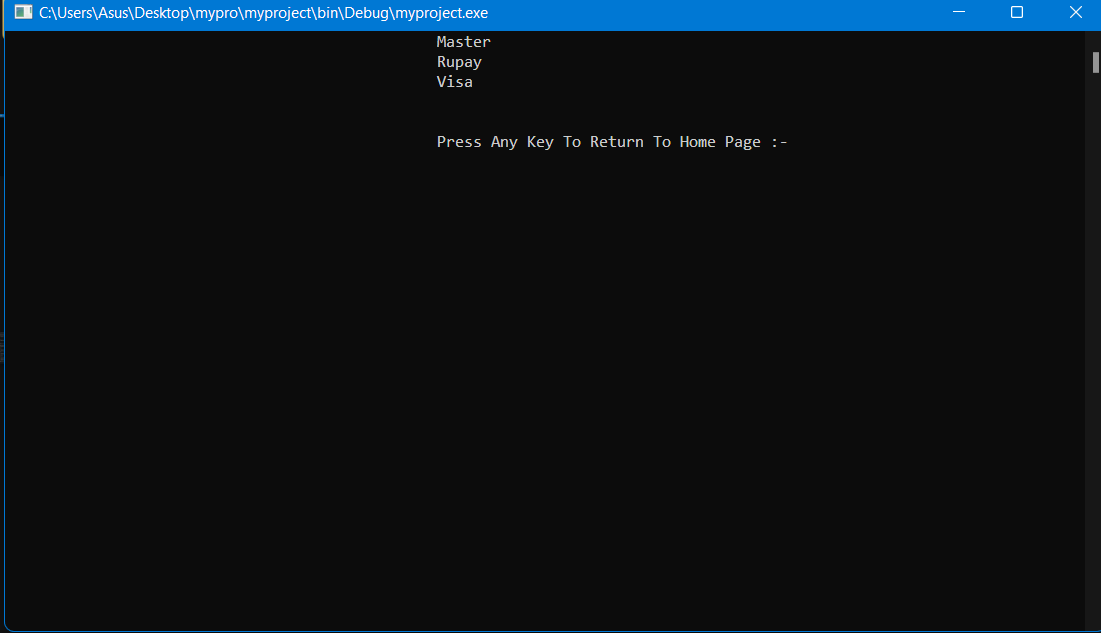 C:\Users\Asus\Desktop\mypro\myproject\bin\Debug\myproject.exe
Master
Rupay
Visa
Press Any Key To Return To Home Page :-